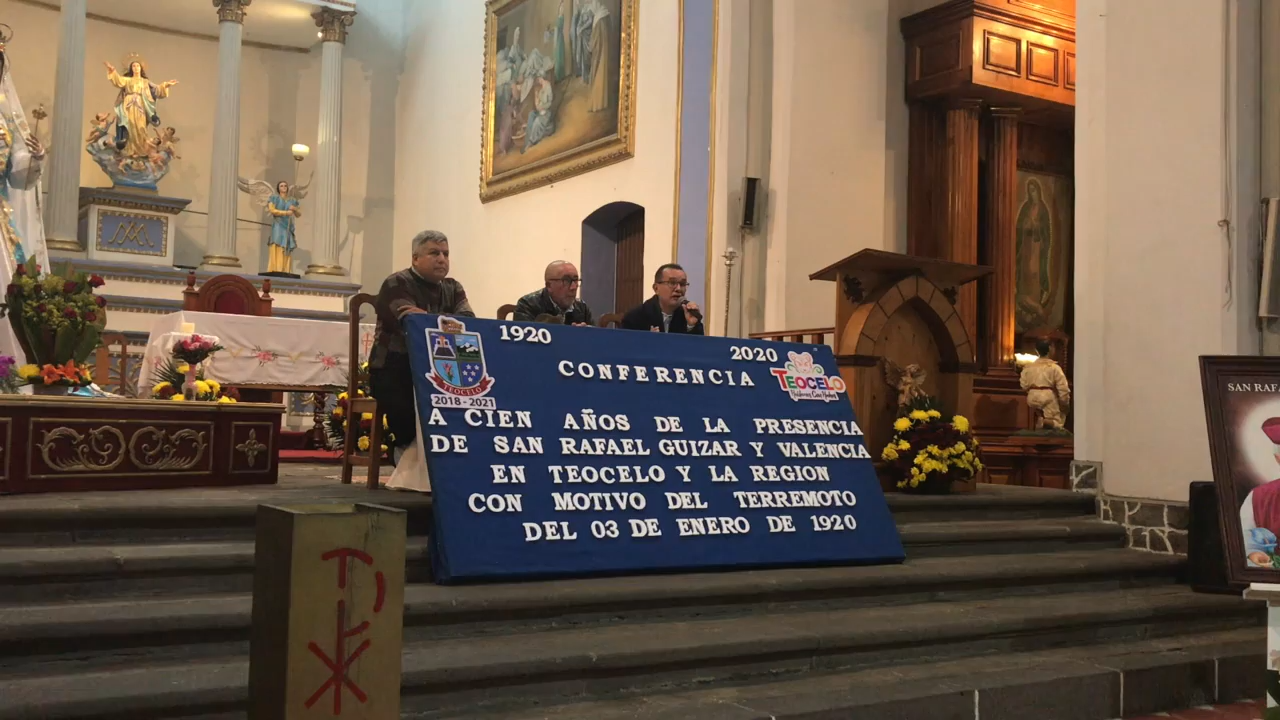 1920
2020
CONFERENCIA
TEOCELO
2018 - 2021
TEOCELO
A CIEN AÑOS DE LA PRESENCIA
DE SAN RAFAEL GUIZAR Y VALENCIA
EN TEOCELO Y LA REGION
CON MOTIVO DEL TERREMOTO
DEL 03 DE ENERO DE 1920
SAN RAFA